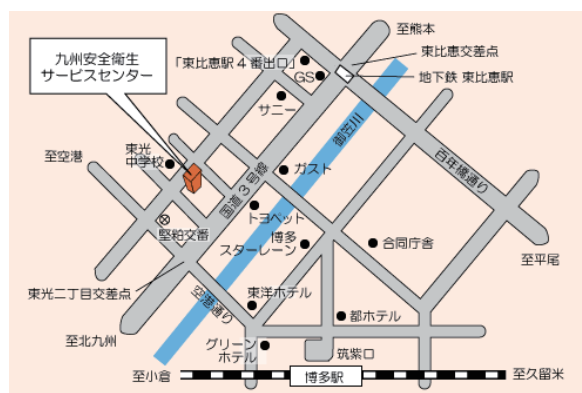 至熊本
東比恵交差点
「東比恵駅4番出口」
地下鉄 東比恵駅
GS
九州安全衛生
サービスセンター
サニー
御笠川
百年橋通り
至空港
東光
中学校
国道3号線
ガスト
トヨペット
堅粕交番
博多
スターレーン
合同庁舎
至平尾
東光二丁目交差点
空港通り
東洋ホテル
都ホテル
至北九州
グリーン
ホテル
筑紫口
至小倉
博多駅
至久留米